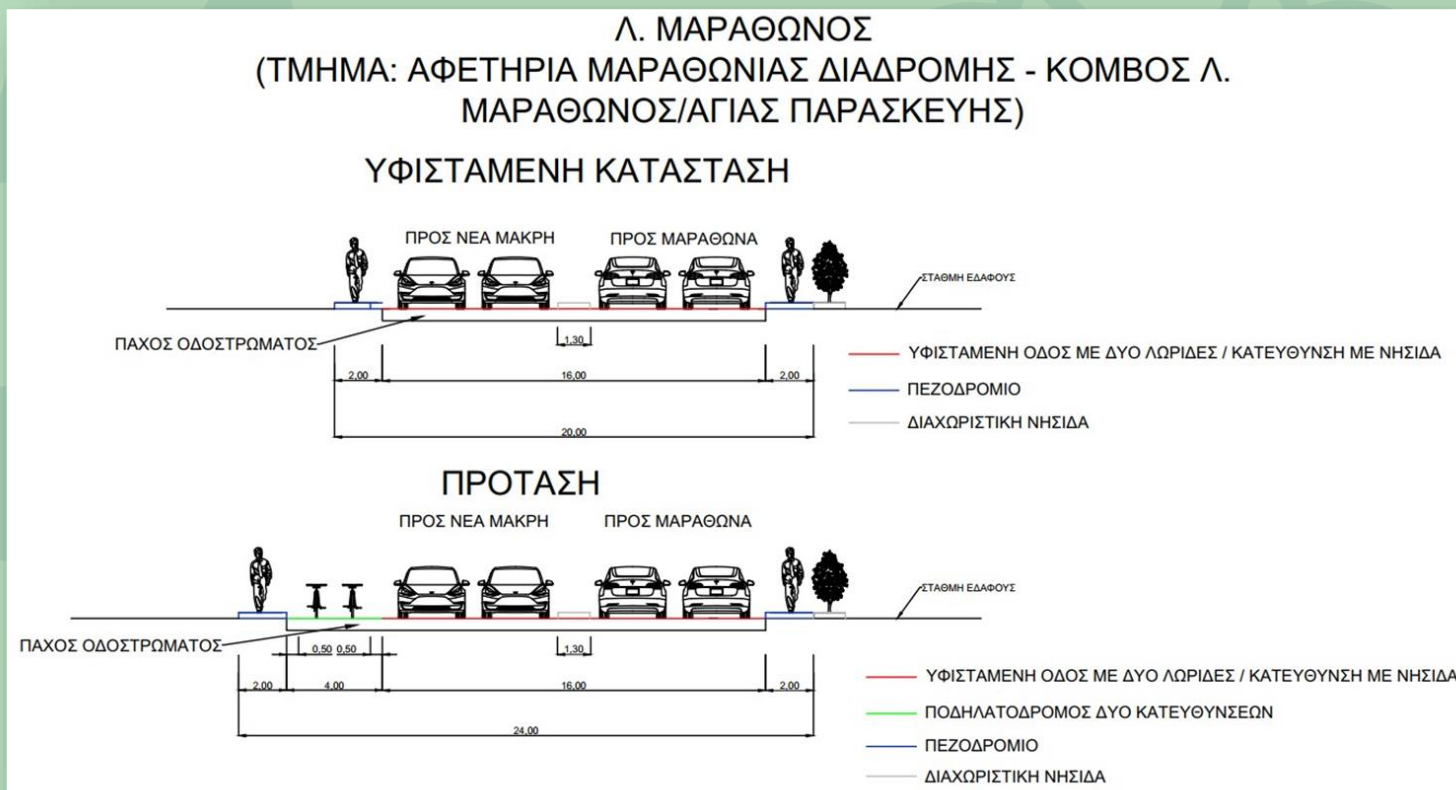 Λ. ΜΑΡΑΘΩΝΟΣ
(ΤΜΗΜΑ: ΑΦΕΤΗΡΙΑ ΜΑΡΑΘΩΝΙΑΣ ΔΙΑΔΡΟΜΗΣ - ΚΟΜΒΟΣ Λ.
ΜΑΡΑΘΩΝΟΣ/ΑΓΙΑΣ ΠΑΡΑΣΚΕΥΗΣ)
ΥΦΙΣΤΑΜΕΝΗ ΚΑΤΑΣΤΑΣΗ
ΠΡΟΣ ΝΕΑ ΜΑΚΡΗ ΠΡΟΣ ΜΑΡΑΘΩΝΑ
ΣΤΑΘΜΗ ΕΔΑΦΟΥΣ
ΠΑΧΟΣ ΟΔΟΣΤΡΩΜΑΤΟΣ
1,30
ΥΦΙΣΤΑΜΕΝΗ ΟΔΟΣ ΜΕ ΔΥΟ ΛΩΡΙΔΕΣ / ΚΑΤΕΥΘΥΝΣΗ ΜΕ ΝΗΣΙΔΑ
2,00 16,00 2,00
ΠΕΖΟΔΡΟΜΙΟ
ΔΙΑΧΩΡΙΣΤΙΚΗ ΝΗΣΙΔΑ
20,00
ΠΡΟΤΑΣΗ
ΠΡΟΣ ΝΕΑ ΜΑΚΡΗ ΠΡΟΣ ΜΑΡΑΘΩΝΑ
ΣΤΑΘΜΗ ΕΔΑΦΟΥΣ
ΠΑΧΟΣ ΟΔΟΣΤΡΩΜΑΤΟΣ
0,50 0,50 1,30
ΥΦΙΣΤΑΜΕΝΗ ΟΔΟΣ ΜΕ ΔΥΟ ΛΩΡΙΔΕΣ / ΚΑΤΕΥΘΥΝΣΗ ΜΕ ΝΗΣΙΔΑ
2,00 4,00 16,00 2,00
ΠΟΔΗΛΑΤΟΔΡΟΜΟΣ ΔΥΟ ΚΑΤΕΥΘΥΝΣΕΩΝ
24,00
ΠΕΖΟΔΡΟΜΙΟ
ΔΙΑΧΩΡΙΣΤΙΚΗ ΝΗΣΙΔΑ